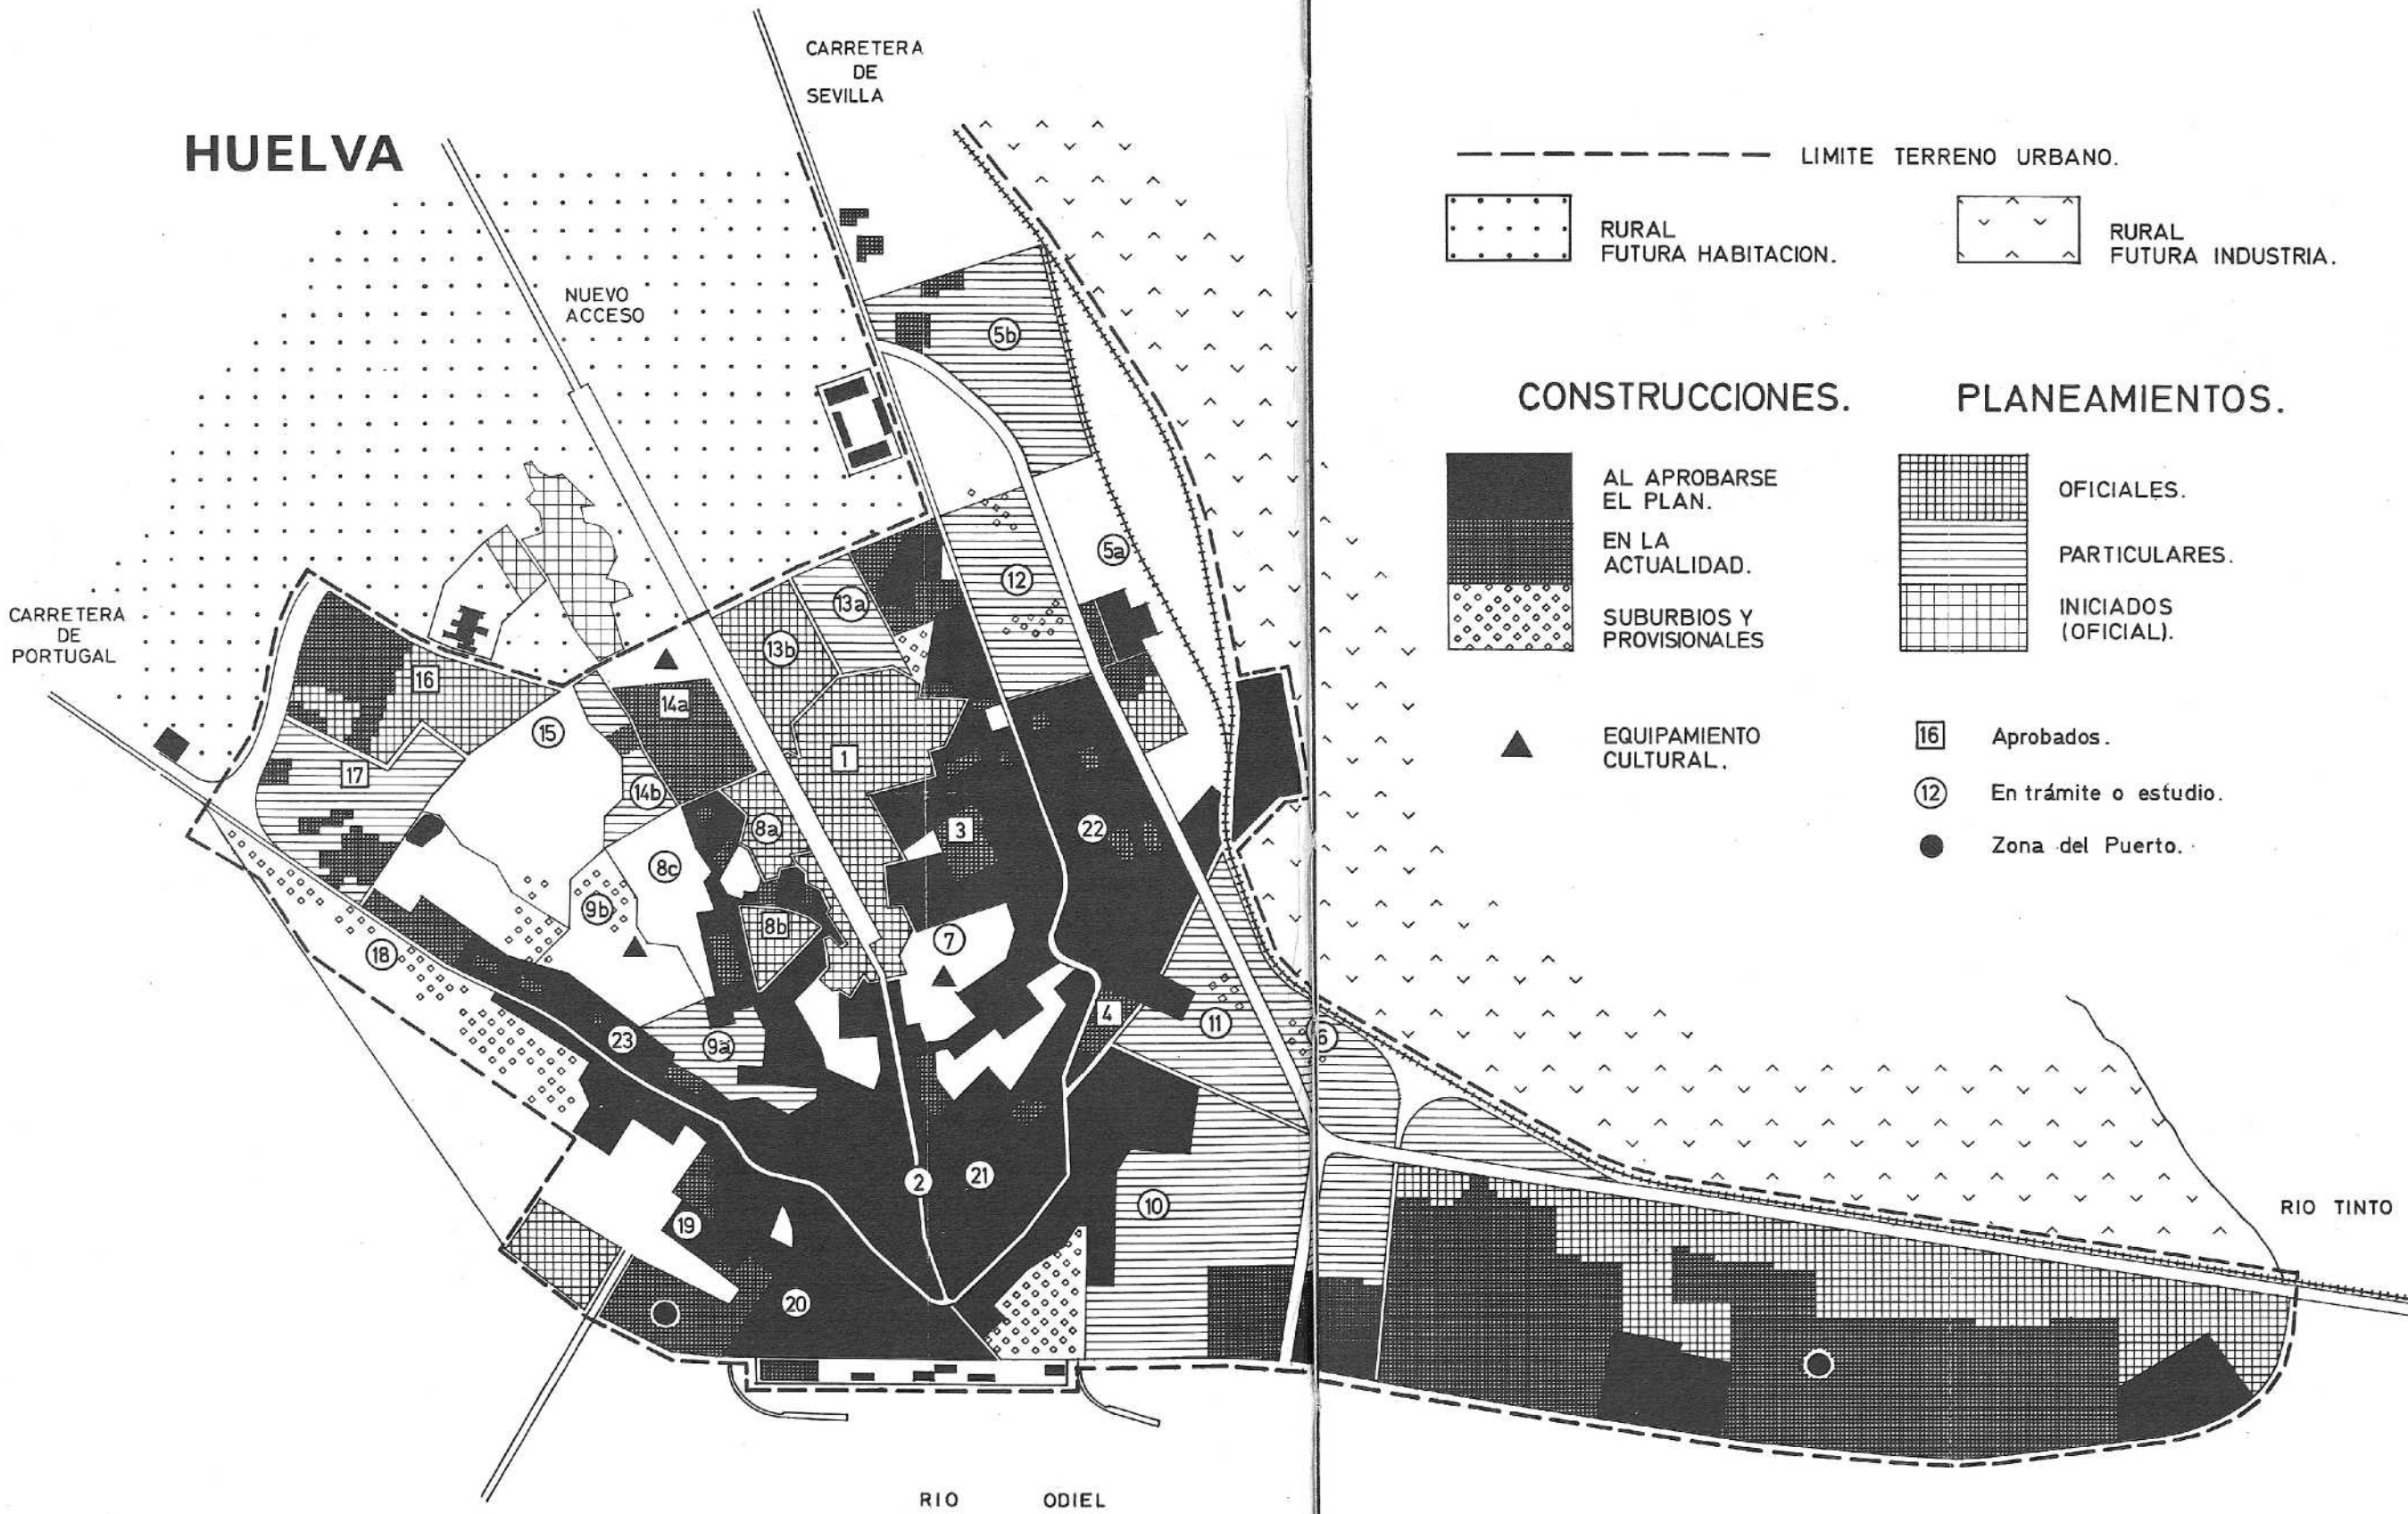 HUELVA
CARRETERA
DE
SEVILLA
NUEVO
ACCESO
CARRETERA
DE
PORTUGAL
LIMITE TERRENO URBANO.
RURAL
FUTURA HABITACION.
RURAL
FUTURA INDUSTRIA.
CONSTRUCCIONES.
AL APROBARSE
EL PLAN.
EN LA
ACTUALIDAD.
SUBURBIOS Y
PROVISIONALES
EQUIPAMIENTO
CULTURAL.
PLANEAMIENTOS.
OFICIALES.
PARTICULARES.
INICIADOS
(OFICIAL).
16 Aprobados.
12 En trámite o estudio.
Zona del Puerto.
5b
5a
12
13a
13b
16
14a
15
1
17
14b
8a
3
22
8c
9b
8b
7
18
4
11
6
23
9a
2
21
10
19
20
RIO TINTO
RIO ODIEL